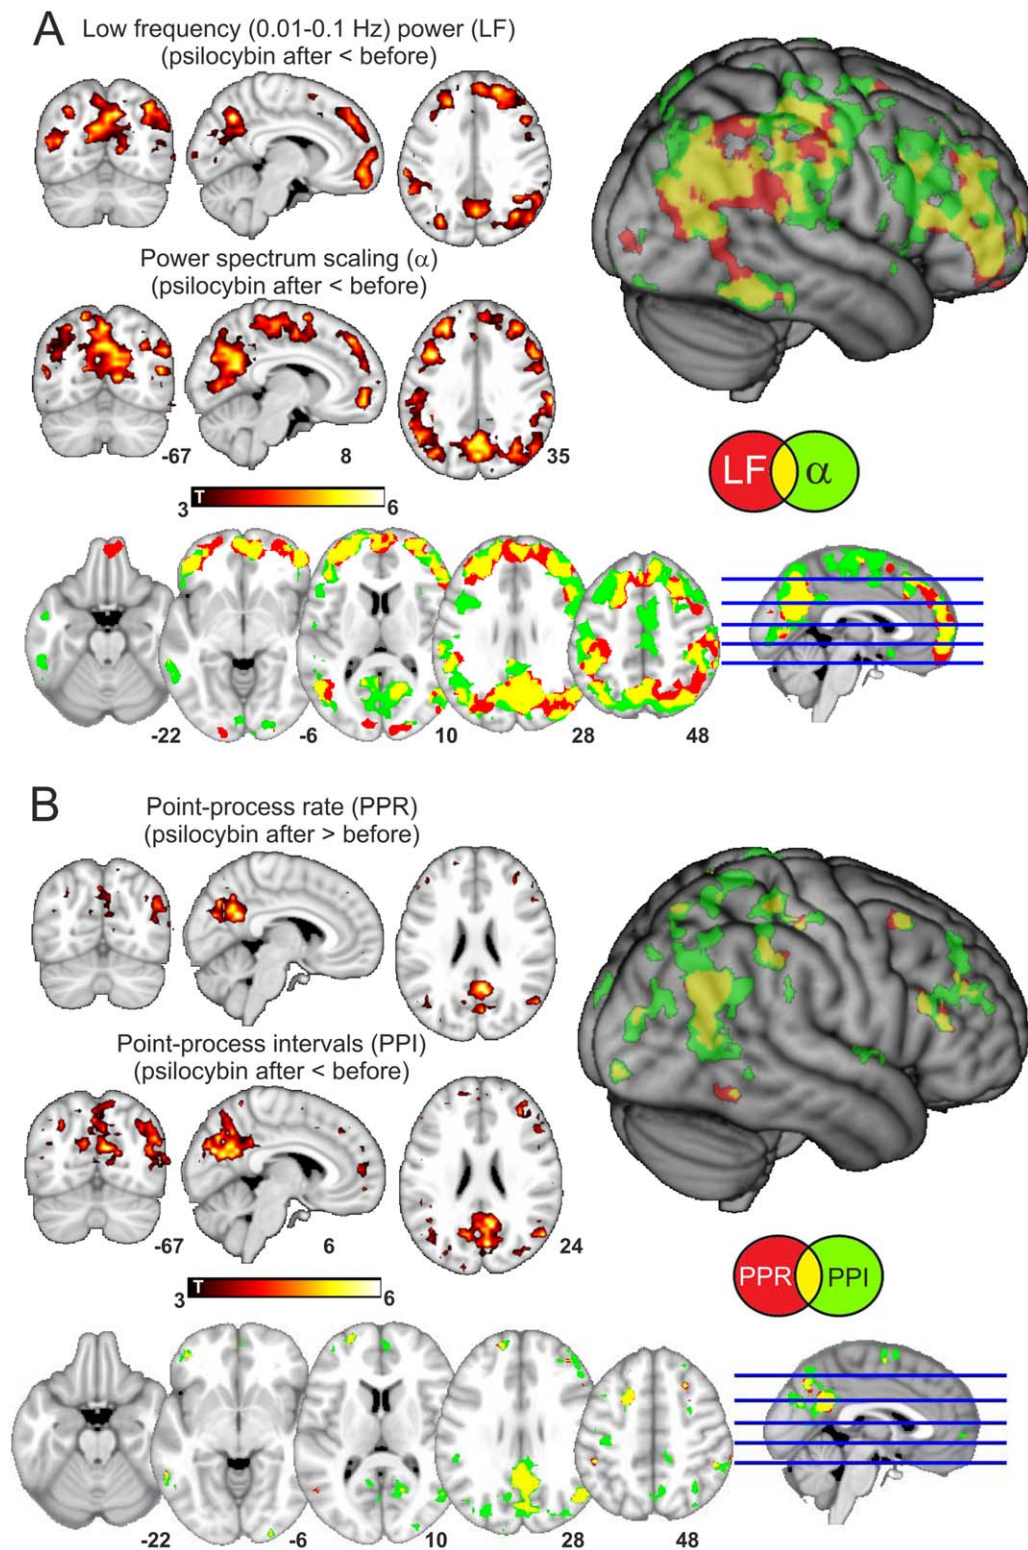 A
Low frequency (0.01-0.1 Hz) power (LF)
(psilocybin after < before)
Power spectrum scaling (α)
(psilocybin after < before)
-67 8 35
3 T 6
LF α
-22 -6 10 28 48
B
Point-process rate (PPR)
(psilocybin after > before)
Point-process intervals (PPI)
(psilocybin after < before)
-67 6 24
3 T 6
PPR PPI
-22 -6 10 28 48